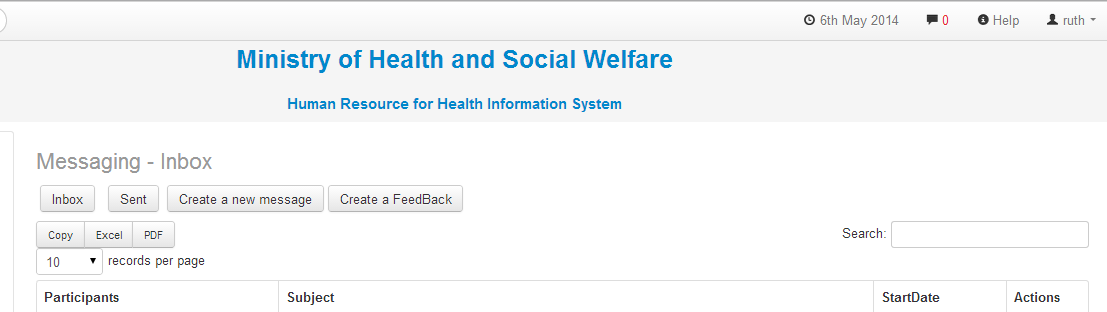 6th May 2014 0 Help ruth
Ministry of Health and Social Welfare
Human Resource for Health Information System
Messaging - Inbox
Inbox Sent Create a new message Create a FeedBack
Copy Excel PDF Search:
10 records per page
Participants Subject StartDate Actions